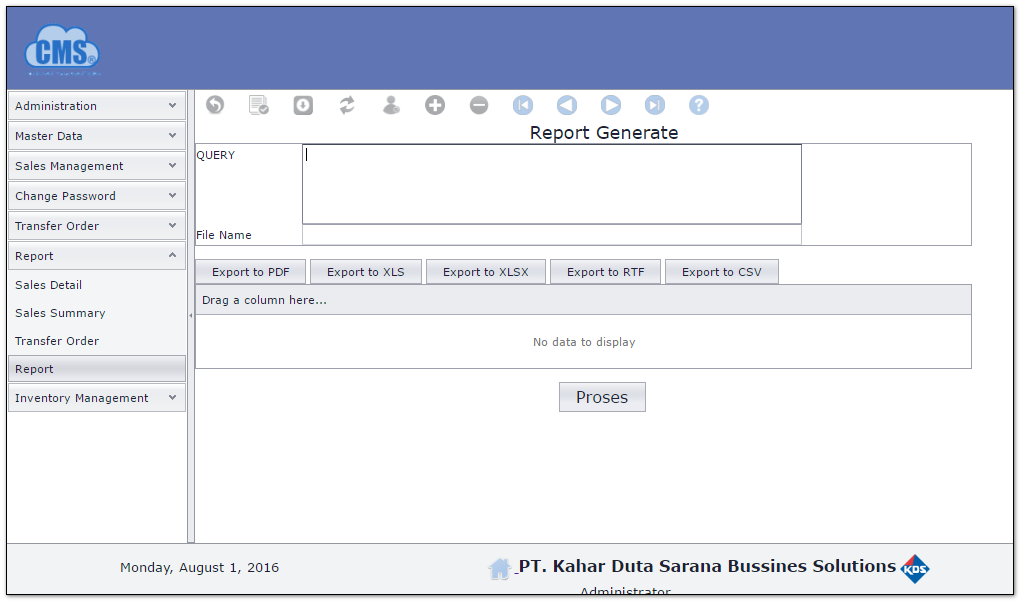 CMS®
Administration
Master Data
Sales Management
Change Password
Transfer Order
Report
Sales Detail
Sales Summary
Transfer Order
Report
Inventory Management
Report Generate
QUERY
File Name
Export to PDF Export to XLS Export to XLSX Export to RTF Export to CSV
Drag a column here...
No data to display
Proses
Monday, August 1, 2016
PT. Kahar Duta Sarana Bussines Solutions KDS
Administrator